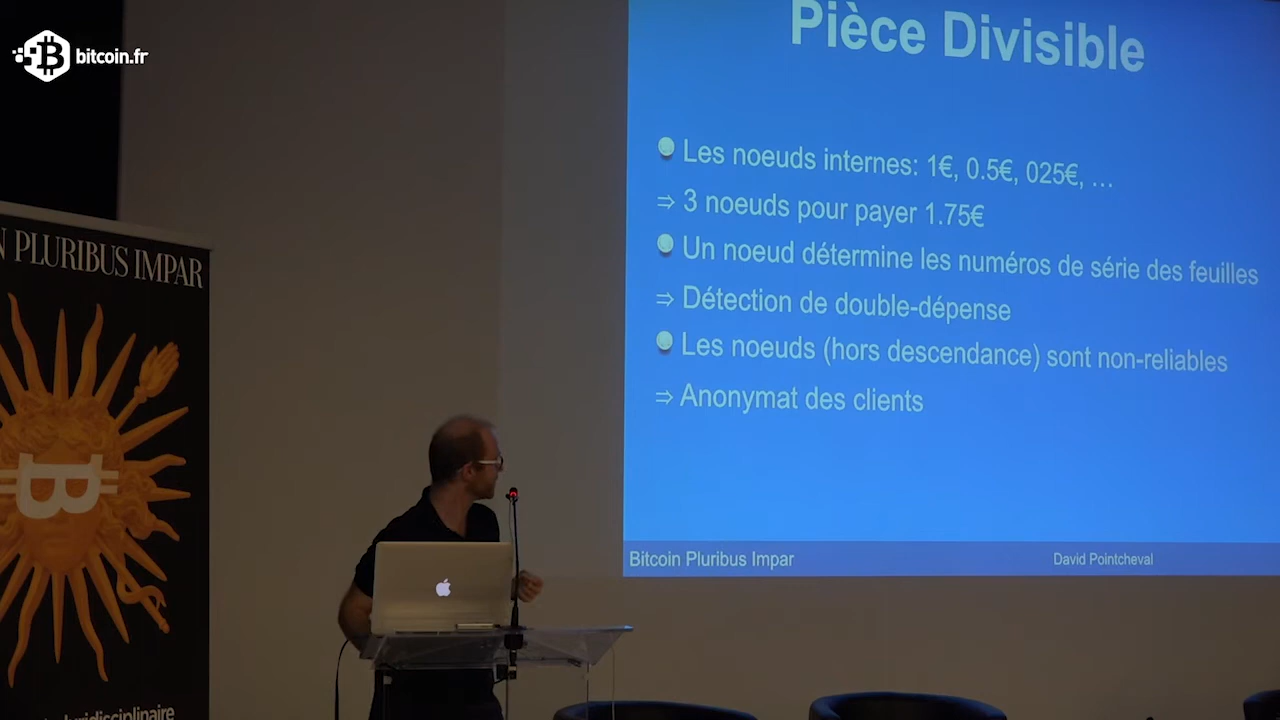 bitcoin.fr
Pièce Divisible
Les noeuds internes: 1€, 0.5€, 025€, …
⇒ 3 noeuds pour payer 1.75€
Un noeud détermine les numéros de série des feuilles
⇒ Détection de double-dépense
Les noeuds (hors descendance) sont non-reliables
⇒ Anonymat des clients
Bitcoin Pluribus Impar
David Pointcheval
N PLURIBUS IMPAR